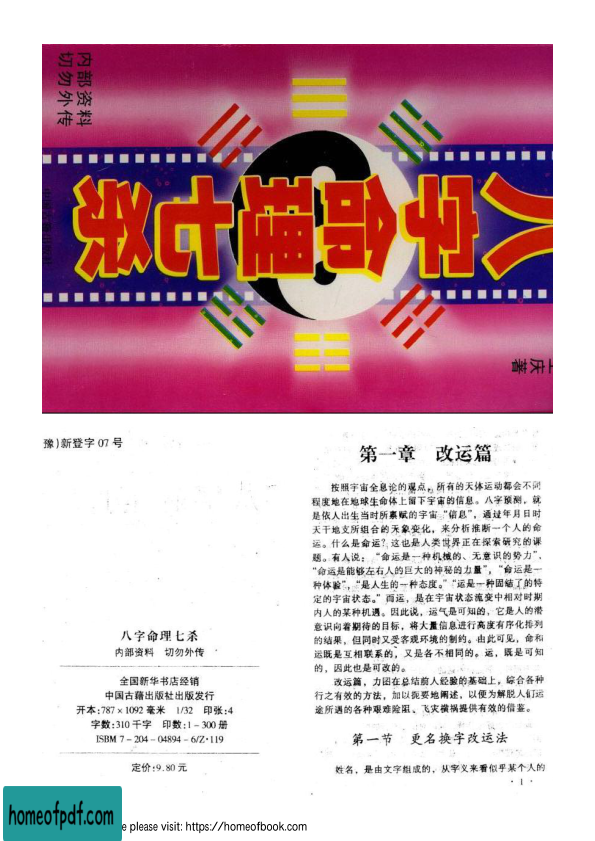 内部资料
切勿外传
八字命理七杀
庆 著
豫)新登字 07 号
八字命理七杀
内部资料 切勿外传
全国新华书店经销
中国古籍出版社出版发行
开本:787×1092 毫米 1/32 印张:4
字数:310 千字 印数:1－300 册
ISBM 7－204－04894－6/Z·119
定价:9.80 元
第一章 改运篇
按照宇宙全息论的观点，所有的天体运动都会不同
程度地在地球生命体上留下宇宙的信息。八字预测，就
是依人出生当时所禀赋的宇宙“信息”，通过年月日时
天干地支所组合的天象变化，来分析推断一个人的命
运。什么是命运？这也是人类世界正在探索研究的课
题。有人说：“命运是一种机械的、无意识的势力”、
“命运是能够左右人的巨大的神秘的力量”，“命运是一
种体验”，“是人生的一种态度。”“运是一种固结了的特
定的宇宙状态。”而运，是在宇宙状态流变中相对时期
内人的某种机遇。因此说，运气是可知的，它是人的潜
意识向着期待的目标，将大量信息进行高度有序化排列
的结果，但同时又受客观环境的制约。由此可见，命和
运既是互相联系的，又是各不相同的。运，既是可知
的，因此也是可改的。
改运篇，力图在总结前人经验的基础上，综合各种
行之有效的方法，加以扼要地阐述，以便为解脱人们运
途所遇的各种艰难险阻、飞灾横祸提供有效的借鉴。
第一节 更名换字改运法
姓名，是由文字组成的，从字义来看似乎某个人的
·1·
homeofpdf.com
e please visit: https://homeofbook.com